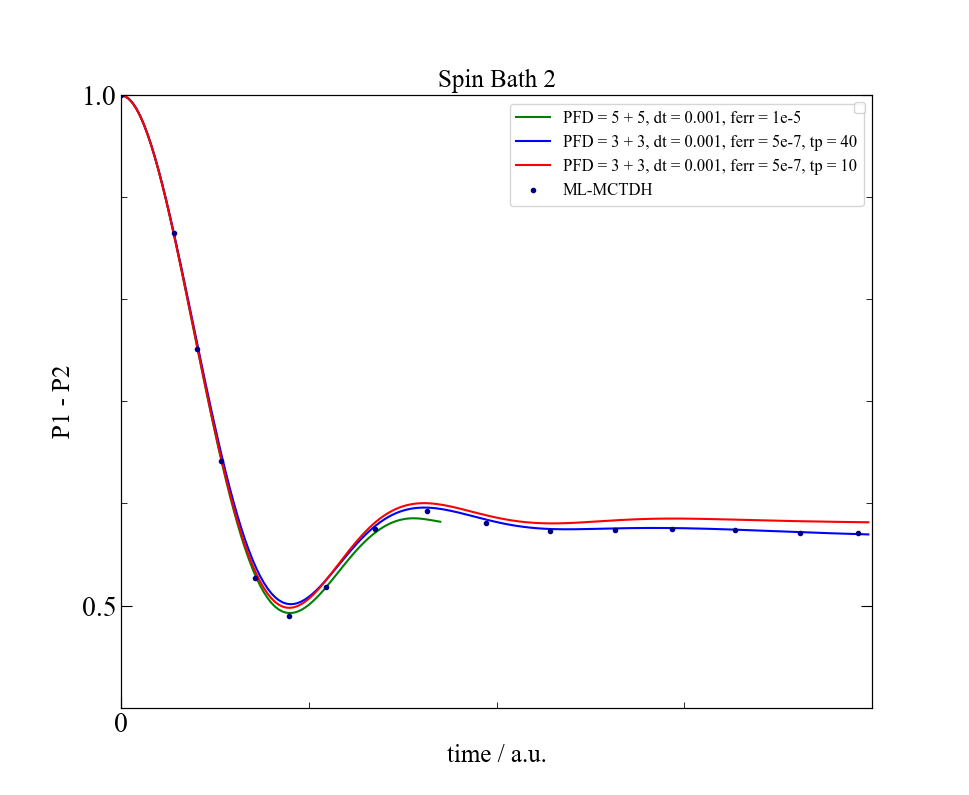 Spin Bath 2
1.0
PFD = 5 + 5, dt = 0.001, ferr = 1e-5
PFD = 3 + 3, dt = 0.001, ferr = 5e-7, tp = 40
PFD = 3 + 3, dt = 0.001, ferr = 5e-7, tp = 10
ML-MCTDH
P1 - P2
0.5
0
time / a.u.